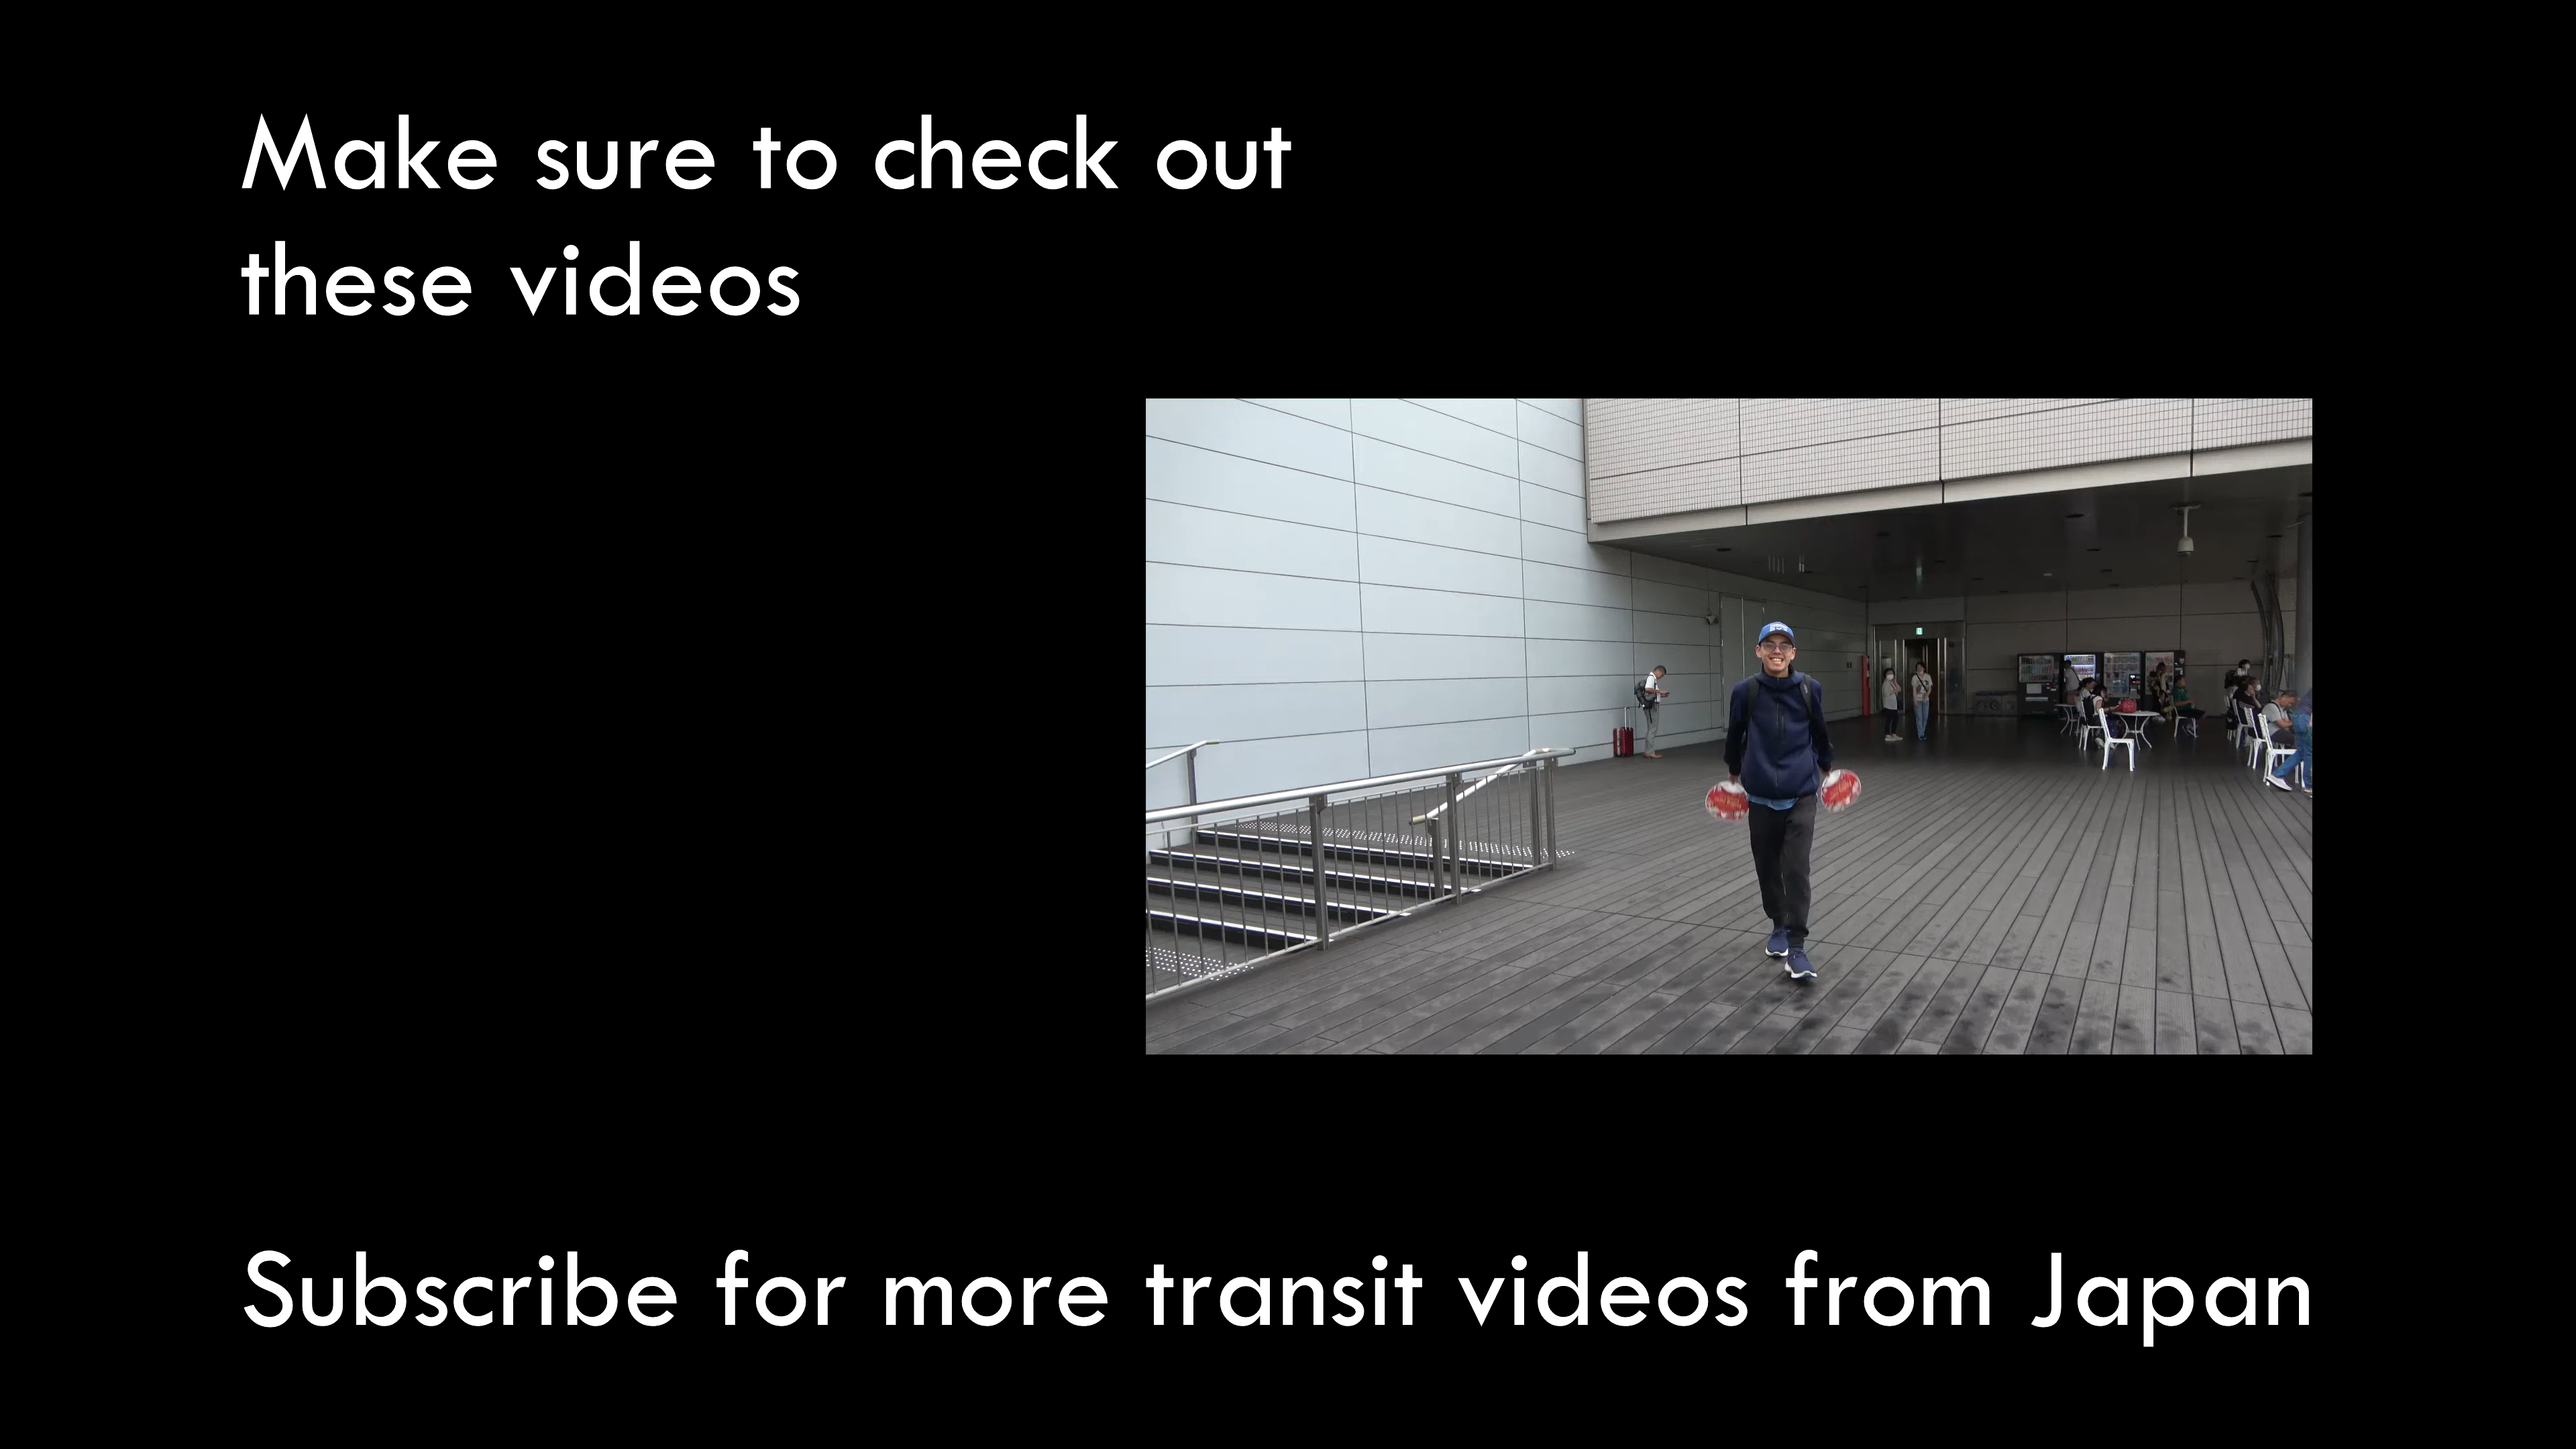 Make sure to check out
these videos
Subscribe for more transit videos from Japan